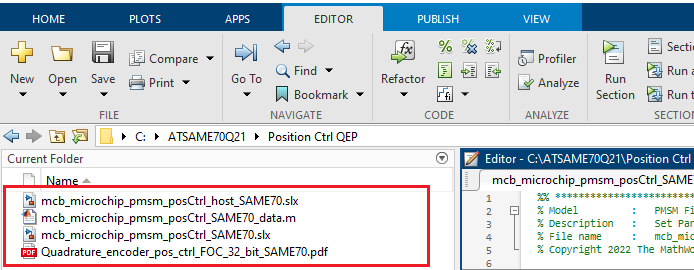 HOME PLOTS APPS EDITOR PUBLISH VIEW
New Open Save Compare Print Go To Find Bookmark Refactor Profiler Analyze Run Section Run a Run to
FILE NAVIGATE CODE ANALYZE SECTIO
C: ATSAME70Q21 Position Ctrl QEP
Current Folder Editor - C:\ATSAME70Q21\Position Ctrl
Name mcb_microchip_pmsm_posCtrl_SAME70.
mcb_microchip_pmsm_posCtrl_host_SAME70.slx
mcb_microchip_pmsm_posCtrl_SAME70_data.m
mcb_microchip_pmsm_posCtrl_SAME70.slx
Quadrature_encoder_pos_ctrl_FOC_32_bit_SAME70.pdf
1 %% **************************
2 % Model : PMSM Fi
3 % Description : Set Par
4 % File name : mcb_mic
5 % Copyright 2022 The MathWo